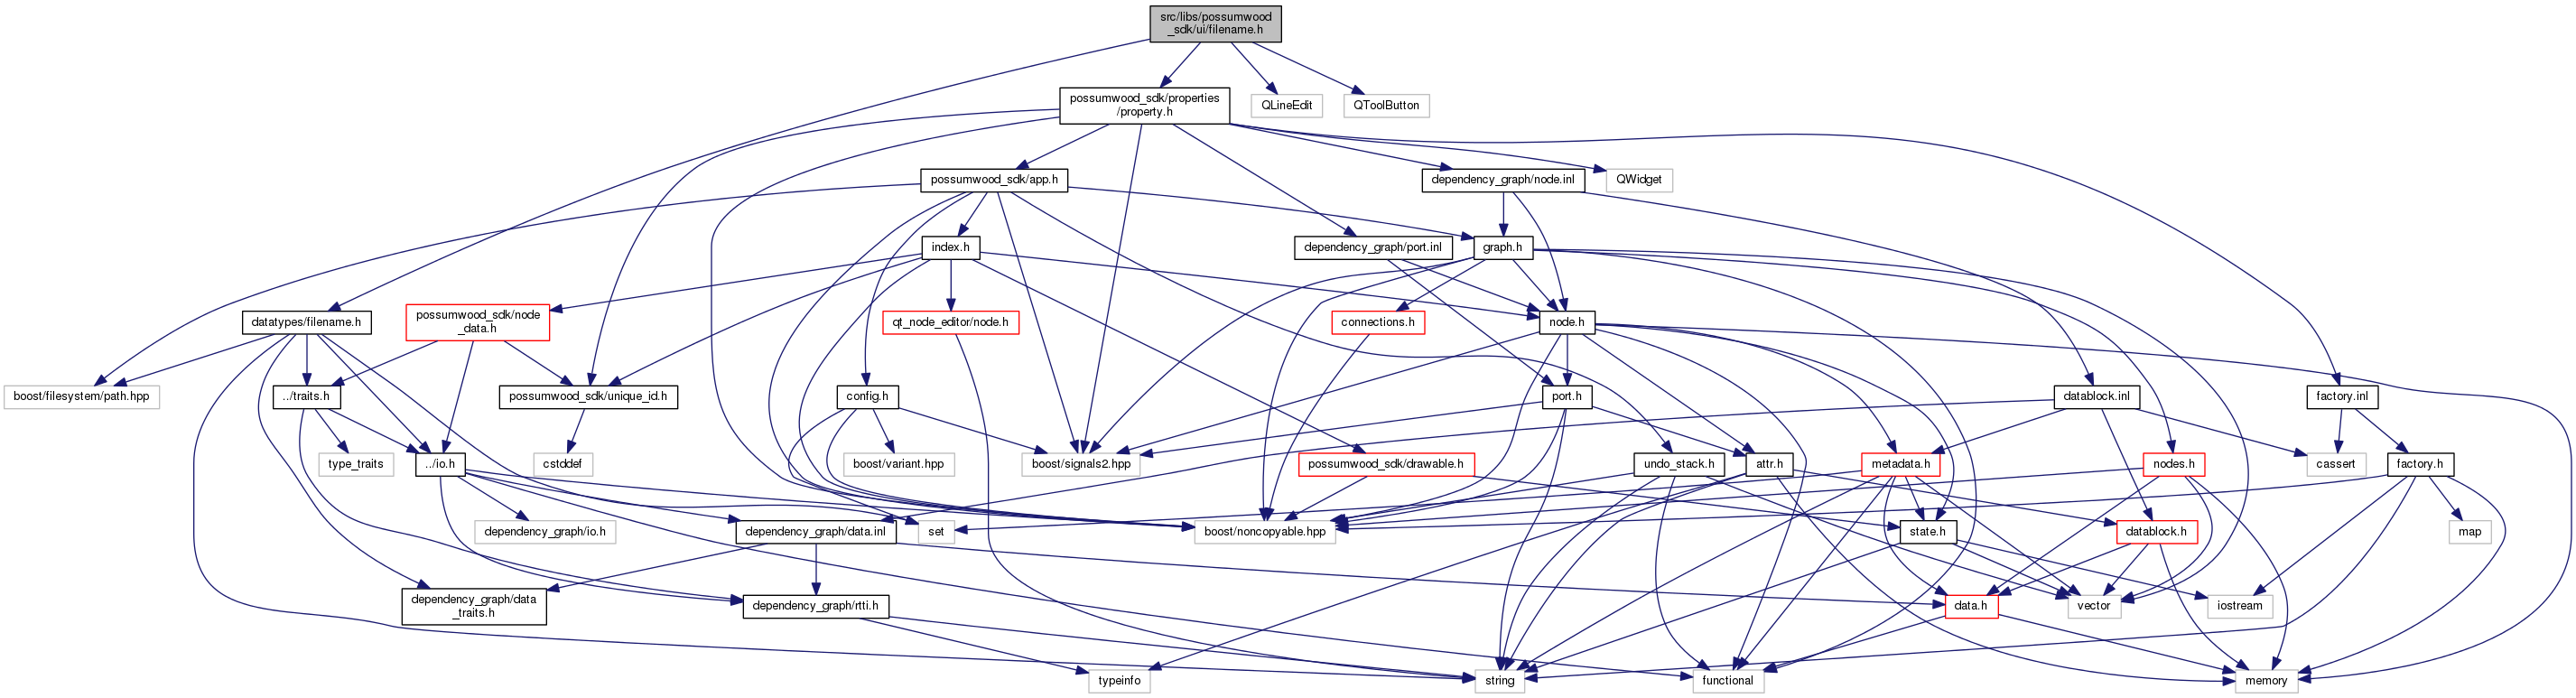 src/libs/possumwood
_sdk/ui/filename.h
possumwood_sdk/properties
/property.h
QLineEdit
QToolButton
possumwood_sdk/app.h
dependency_graph/node.inl
QWidget
index.h
dependency_graph/port.inl
graph.h
datatypes/filename.h
possumwood_sdk/node
_data.h
qt_node_editor/node.h
connections.h
node.h
boost/filesystem/path.hpp
../traits.h
possumwood_sdk/unique_id.h
config.h
port.h
datablock.inl
factory.inl
type_traits
../io.h
cstddef
boost/variant.hpp
boost/signals2.hpp
possumwood_sdk/drawable.h
undo_stack.h
attr.h
metadata.h
nodes.h
cassert
factory.h
dependency_graph/io.h
dependency_graph/data.inl
set
boost/noncopyable.hpp
state.h
datablock.h
map
dependency_graph/data
_traits.h
dependency_graph/rtti.h
data.h
vector
iostream
typeinfo
string
functional
memory